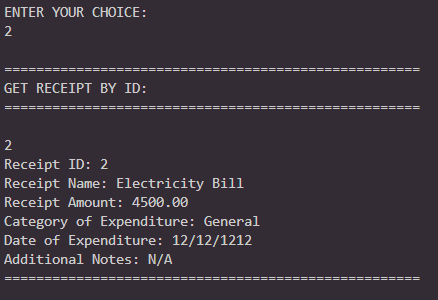 ENTER YOUR CHOICE:
2
====================================================
GET RECEIPT BY ID:
====================================================
2
Receipt ID: 2
Receipt Name: Electricity Bill
Receipt Amount: 4500.00
Category of Expenditure: General
Date of Expenditure: 12/12/1212
Additional Notes: N/A
====================================================